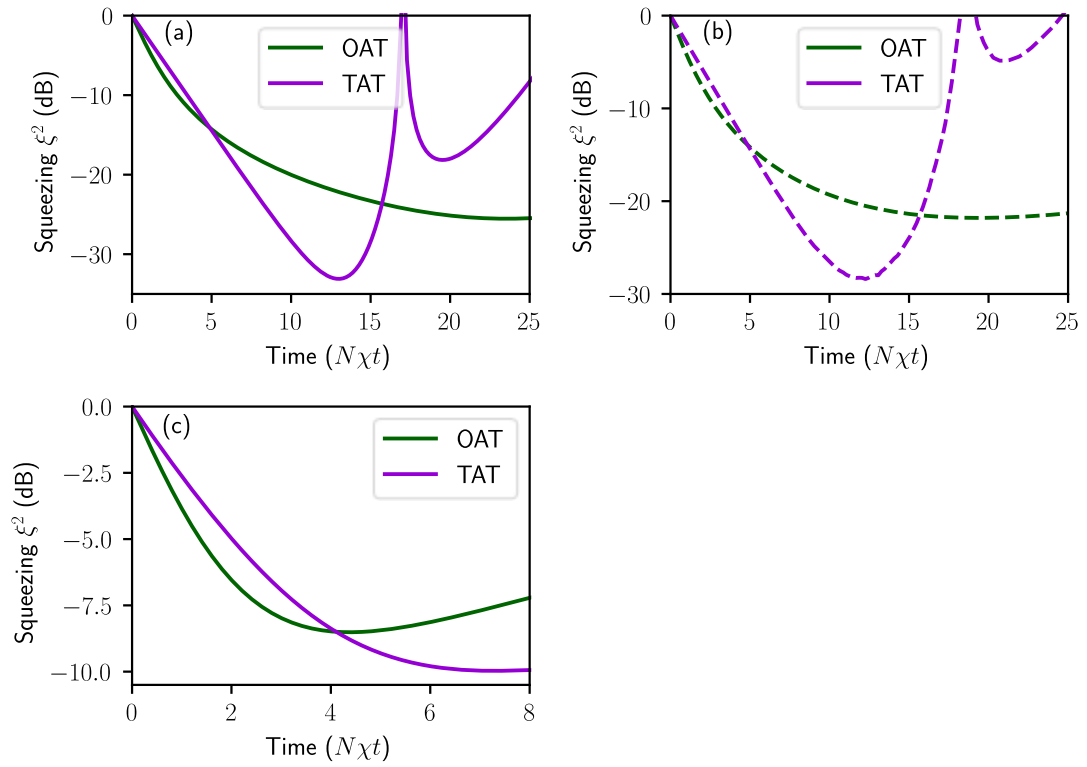 (a)
OAT
TAT
0
−10
−20
−30
Squeezing ξ² (dB)
0 5 10 15 20 25
Time (Nχt)
(b)
OAT
TAT
0
−10
−20
−30
Squeezing ξ² (dB)
0 5 10 15 20 25
Time (Nχt)
(c)
OAT
TAT
0.0
−2.5
−5.0
−7.5
−10.0
Squeezing ξ² (dB)
0 2 4 6 8
Time (Nχt)